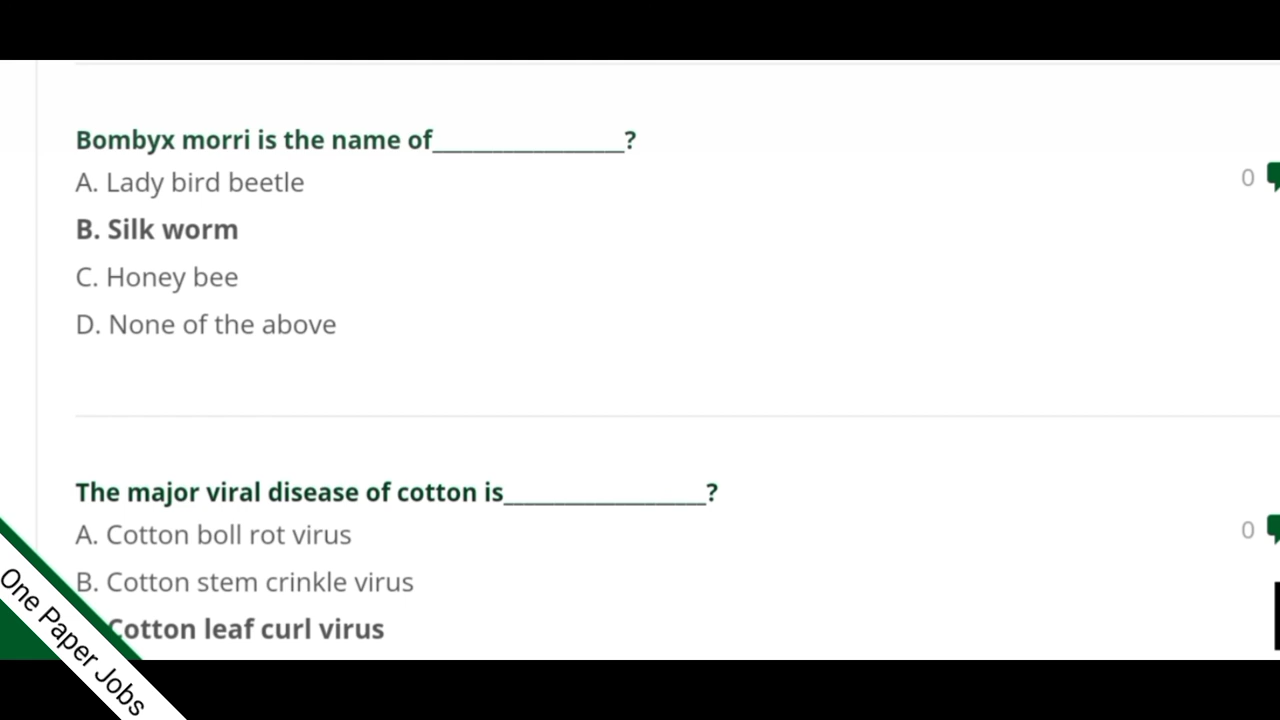 Bombyx morri is the name of_______________?
A. Lady bird beetle
0
B. Silk worm
C. Honey bee
D. None of the above
The major viral disease of cotton is________________?
A. Cotton boll rot virus
0
B. Cotton stem crinkle virus
Cotton leaf curl virus
One Paper Jobs